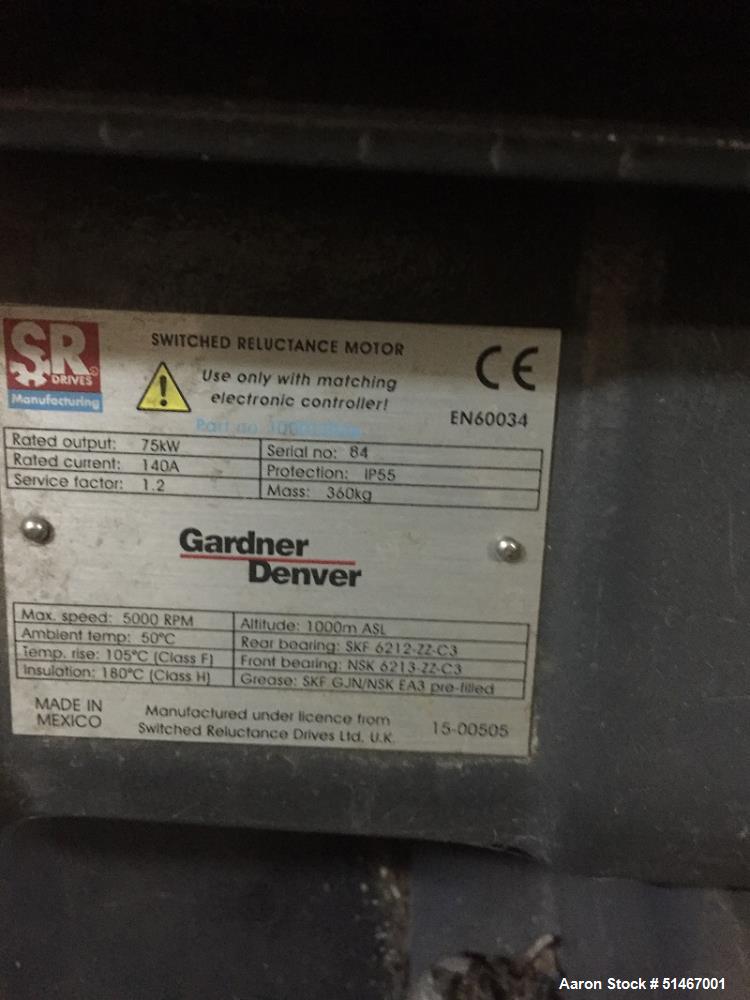 SR
DRIVES
Manufacturing
SWITCHED RELUCTANCE MOTOR
Use only with matching
electronic controller!
CE
EN60034
Part no
Rated output: 75kW
Serial no: 84
Rated current: 140A
Protection: IP55
Service factor: 1.2
Mass: 360kg
Gardner
Denver
Max. speed: 5000 RPM
Altitude: 1000m ASL
Ambient temp: 50°C
Rear bearing: SKF 6212-ZZ-C3
Temp. rise: 105°C (Class F)
Front bearing: NSK 6213-ZZ-C3
Insulation: 180°C (Class H)
Grease: SKF GJN/NSK EA3 pre-filled
MADE IN
MEXICO
Manufactured under licence from
Switched Reluctance Drives Ltd. U.K.
15-00505
Aaron Stock # 51467001